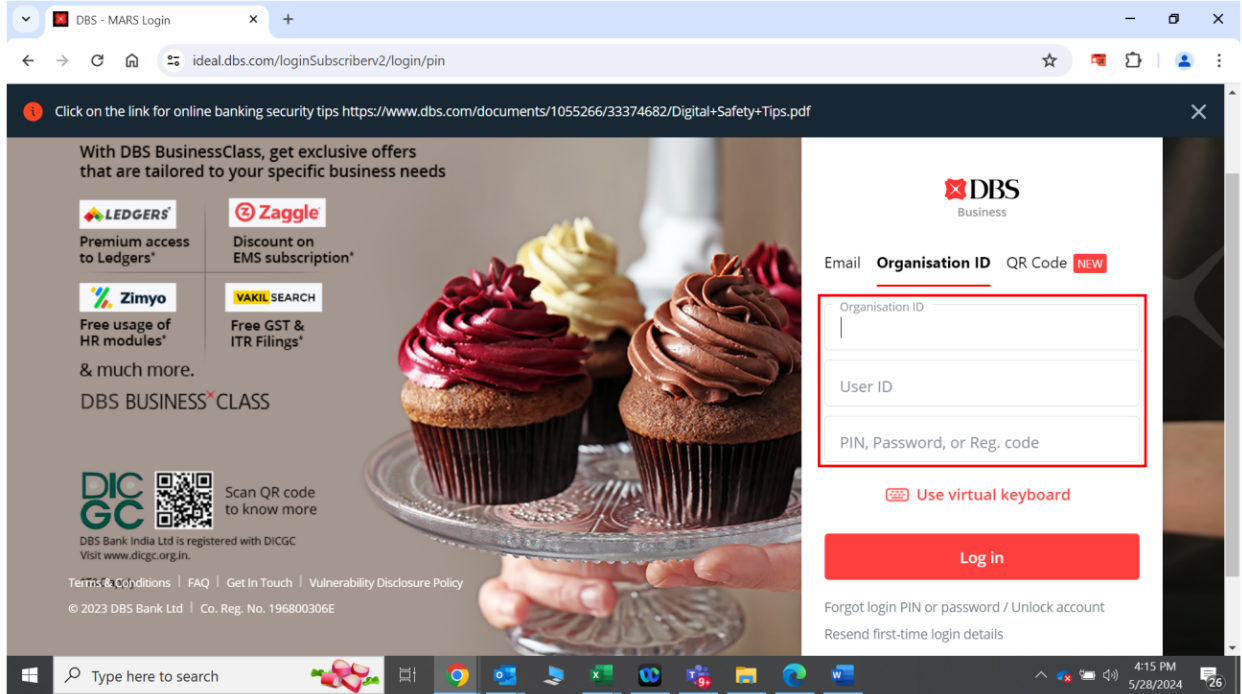 DBS - MARS Login
ideal.dbs.com/loginSubscriberv2/login/pin
Click on the link for online banking security tips https://www.dbs.com/documents/1055266/33374682/Digital+Safety+Tips.pdf
With DBS BusinessClass, get exclusive offers
that are tailored to your specific business needs
LEDGERS
Premium access
to Ledgers*
Zaggle
Discount on
EMS subscription*
Zimyo
Free usage of
HR modules*
VAKILSEARCH
Free GST &
ITR Filings*
& much more.
DBS BUSINESS CLASS
DIC
GC
Scan QR code
to know more
DBS Bank India Ltd is registered with DICGC
Visit www.dicgc.org.in.
Terms & Conditions
FAQ
Get In Touch
Vulnerability Disclosure Policy
© 2023 DBS Bank Ltd
Co. Reg. No. 196800306E
DBS
Business
Email
Organisation ID
QR Code NEW
Organisation ID
User ID
PIN, Password, or Reg. code
Use virtual keyboard
Log in
Forgot login PIN or password / Unlock account
Resend first-time login details
Type here to search
9+
4:15 PM
5/28/2024
26